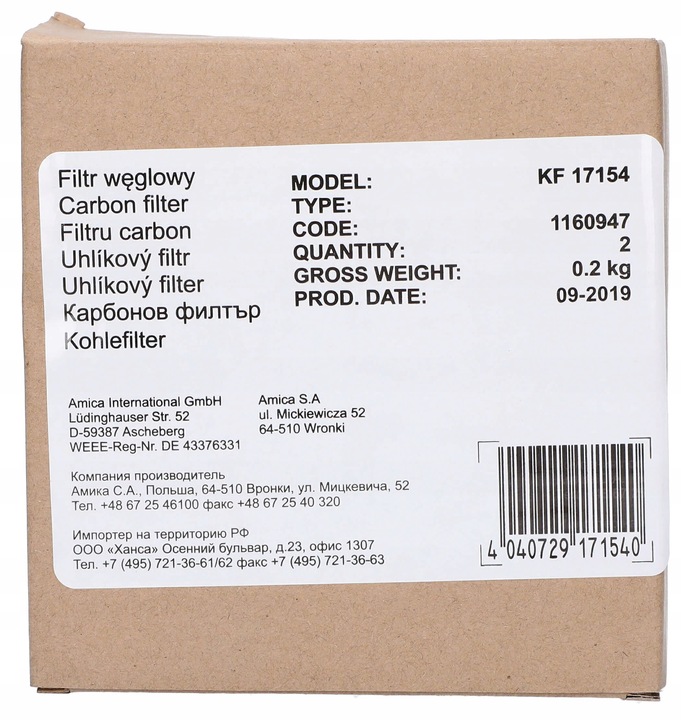 Filtr węglowy
Carbon filter
Filtru carbon
Uhlíkový filtr
Uhlíkový filter
Карбонов филтър
Kohlefilter
MODEL: KF 17154
TYPE:
CODE: 1160947
QUANTITY: 2
GROSS WEIGHT: 0.2 kg
PROD. DATE: 09-2019
Amica International GmbH
Lüdinghauser Str. 52
D-59387 Ascheberg
WEEE-Reg-Nr. DE 43376331
Amica S.A
ul. Mickiewicza 52
64-510 Wronki
Компания производитель
Амика С.А., Польша, 64-510 Вронки, ул. Мицкевича, 52
Тел. +48 67 25 46100 факс +48 67 25 40 320
Импортер на территорию РФ
ООО «Ханса» Осенний бульвар, д.23, офис 1307
Тел. +7 (495) 721-36-61/62 факс +7 (495) 721-36-63
4 040729 171540